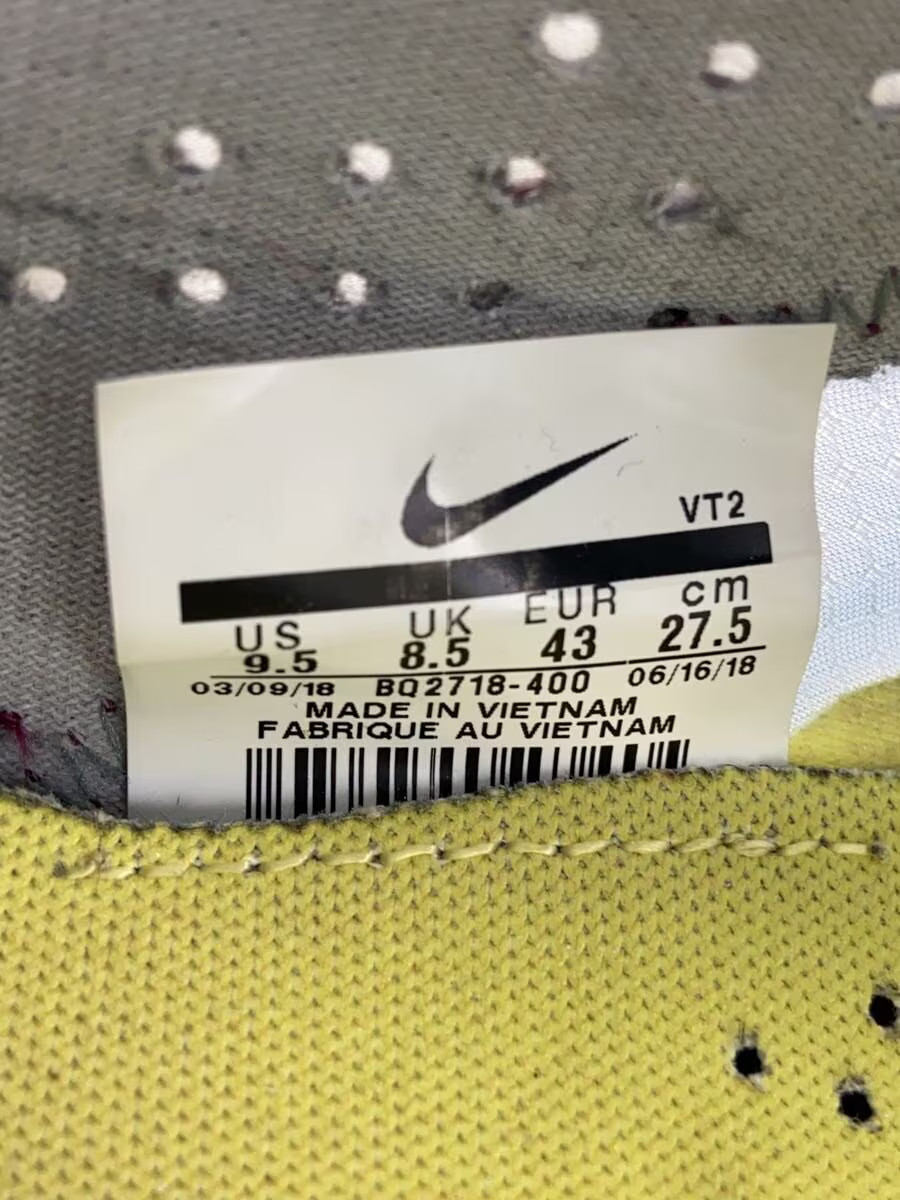 VT2
US UK EUR cm
9.5 8.5 43 27.5
03/09/18 BQ2718-400 06/16/18
MADE IN VIETNAM
FABRIQUE AU VIETNAM